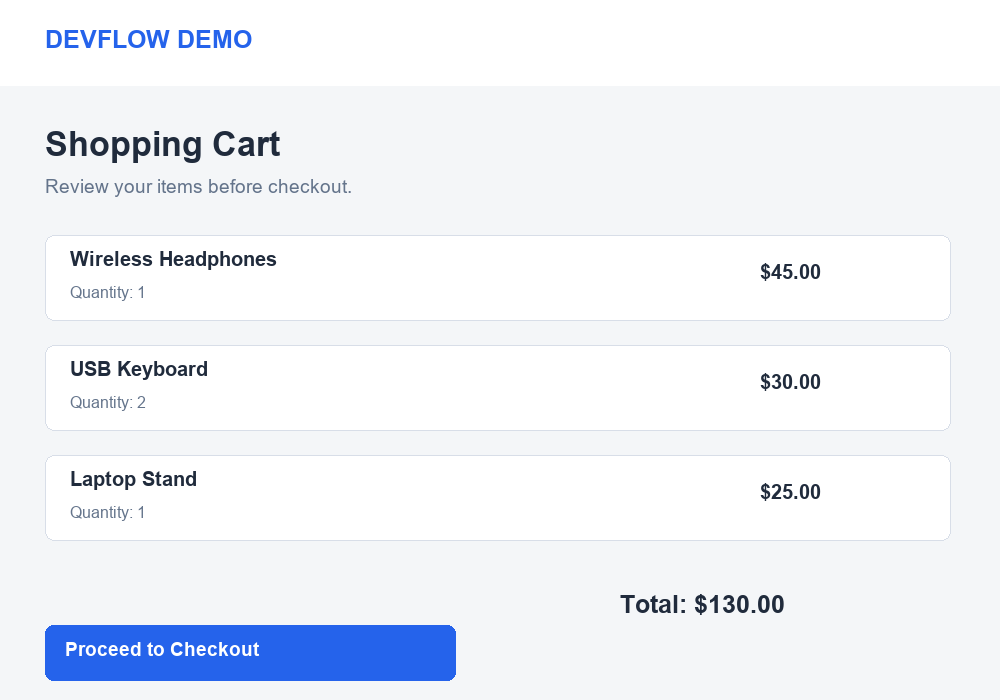 DEVFLOW DEMO
Shopping Cart
Review your items before checkout.
Wireless Headphones
$45.00
Quantity: 1
USB Keyboard
$30.00
Quantity: 2
Laptop Stand
$25.00
Quantity: 1
Total: $130.00
Proceed to Checkout